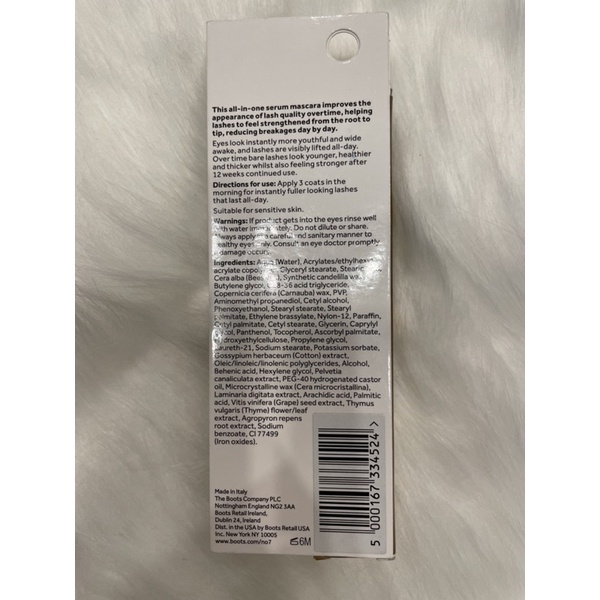 This all-in-one serum mascara improves the
appearance of lash quality overtime, helping
lashes to feel strengthened from the root to
tip, reducing breakages day by day.
Eyes look instantly more youthful and wide
awake, and lashes are visibly lifted all-day.
Over time bare lashes look younger, healthier
and thicker whilst also feeling stronger after
12 weeks continued use.
Directions for use: Apply 3 coats in the
morning for instantly fuller looking lashes
that last all-day.
Suitable for sensitive skin.
Warnings: If product gets into the eyes rinse well
with water immediately. Do not dilute or share.
Always apply in a careful and sanitary manner to
healthy eyes only. Consult an eye doctor promptly
damage occurs.
Ingredients: Aqua (Water), Acrylates/ethylhexyl
acrylate Glyceryl stearate,
Cera alba Synthetic candelilla wax,
Butylene glycol, acid triglyceride,
Copernicia cerifera (Carnauba) wax, PVP,
Aminomethyl propanediol, Cetyl alcohol,
Phenoxyethanol, Stearyl stearate, Stearyl
palmitate, Ethylene brassylate, Nylon-12, Paraffin,
Cetyl palmitate, Cetyl stearate, Glycerin, Caprylyl
glycol, Panthenol, Tocopherol, Ascorbyl palmitate,
Hydroxyethylcellulose, Propylene glycol,
Laureth-21, Sodium stearate, Potassium sorbate,
Gossypium herbaceum (Cotton) extract,
Oleic/linoleic/linolenic polyglycerides, Alcohol,
Behenic acid, Hexylene glycol, Pelvetia
canaliculata extract, PEG-40 hydrogenated castor
oil, Microcrystalline wax (Cera microcristallina),
Laminaria digitata extract, Arachidic acid, Palmitic
acid, Vitis vinifera (Grape) seed extract, Thymus
vulgaris (Thyme) flower/leaf
extract, Agropyron repens
root extract, Sodium
benzoate, CI 77499
(Iron oxides).
Made in Italy
The Boots Company PLC
Nottingham England NG2 3AA
Boots Retail Ireland,
Dublin 24, Ireland
Dist. in the USA by Boots Retail USA
Inc. New York NY 10005
www.boots.com/no7
6M
5 000167 334524 >